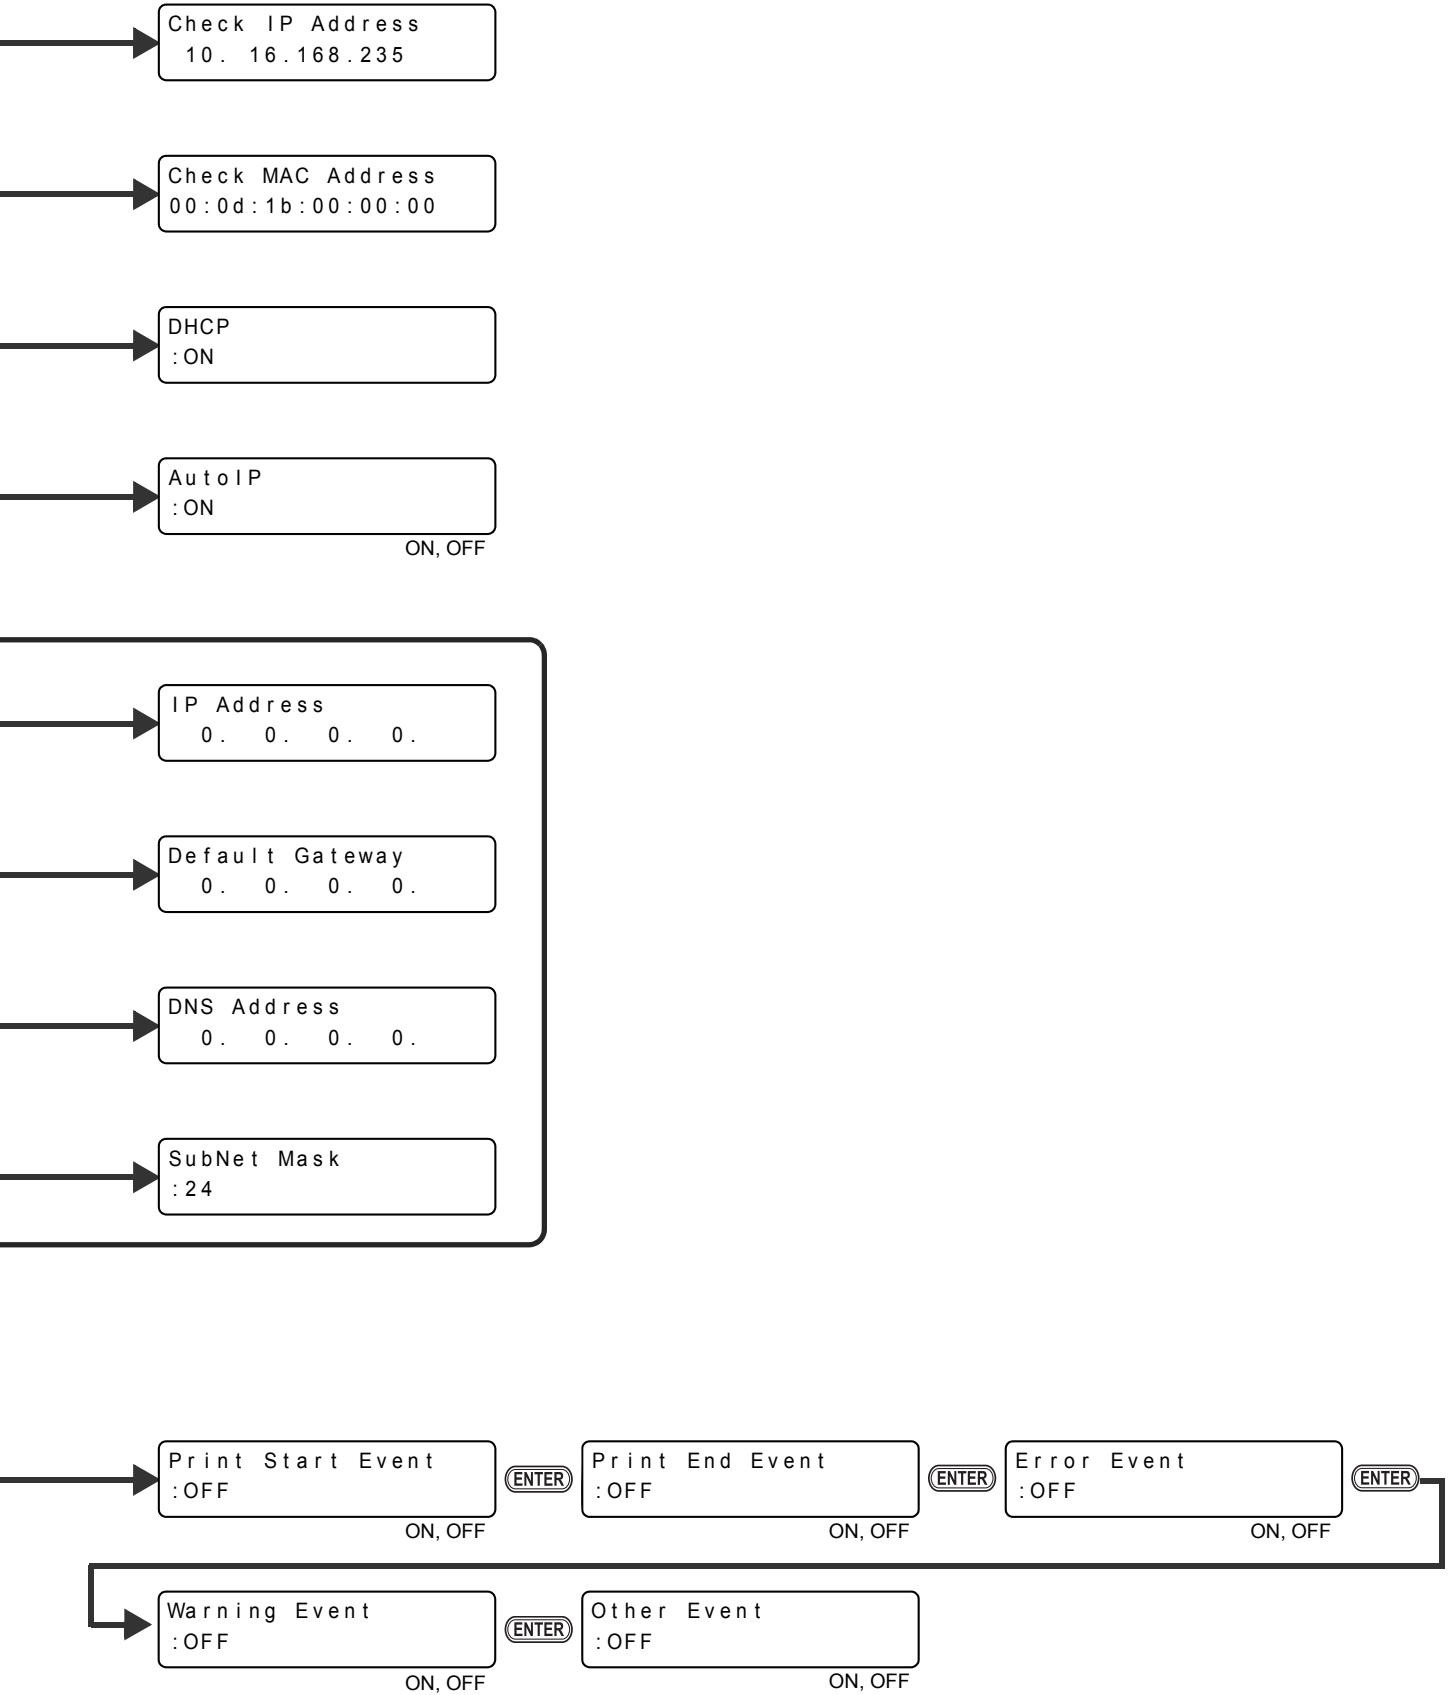 Check IP Address
10. 16.168.235
Check MAC Address
00:0d:1b:00:00:00
DHCP
:ON
AutoIP
:ON
ON, OFF
IP Address
0. 0. 0. 0.
Default Gateway
0. 0. 0. 0.
DNS Address
0. 0. 0. 0.
SubNet Mask
:24
Print Start Event
:OFF
ON, OFF
ENTER
Print End Event
:OFF
ON, OFF
ENTER
Error Event
:OFF
ON, OFF
ENTER
Warning Event
:OFF
ON, OFF
ENTER
Other Event
:OFF
ON, OFF